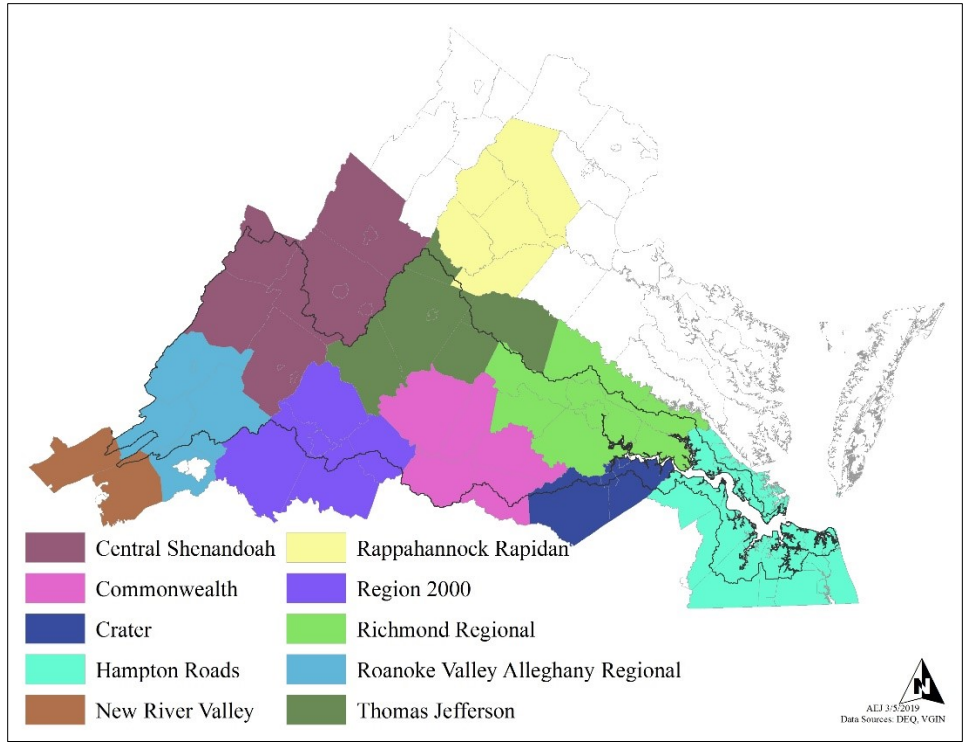 Central Shenandoah
Commonwealth
Crater
Hampton Roads
New River Valley
Rappahannock Rapidan
Region 2000
Richmond Regional
Roanoke Valley Alleghany Regional
Thomas Jefferson
N
AEJ 3/5/2019
Data Sources: DEQ, VGIN